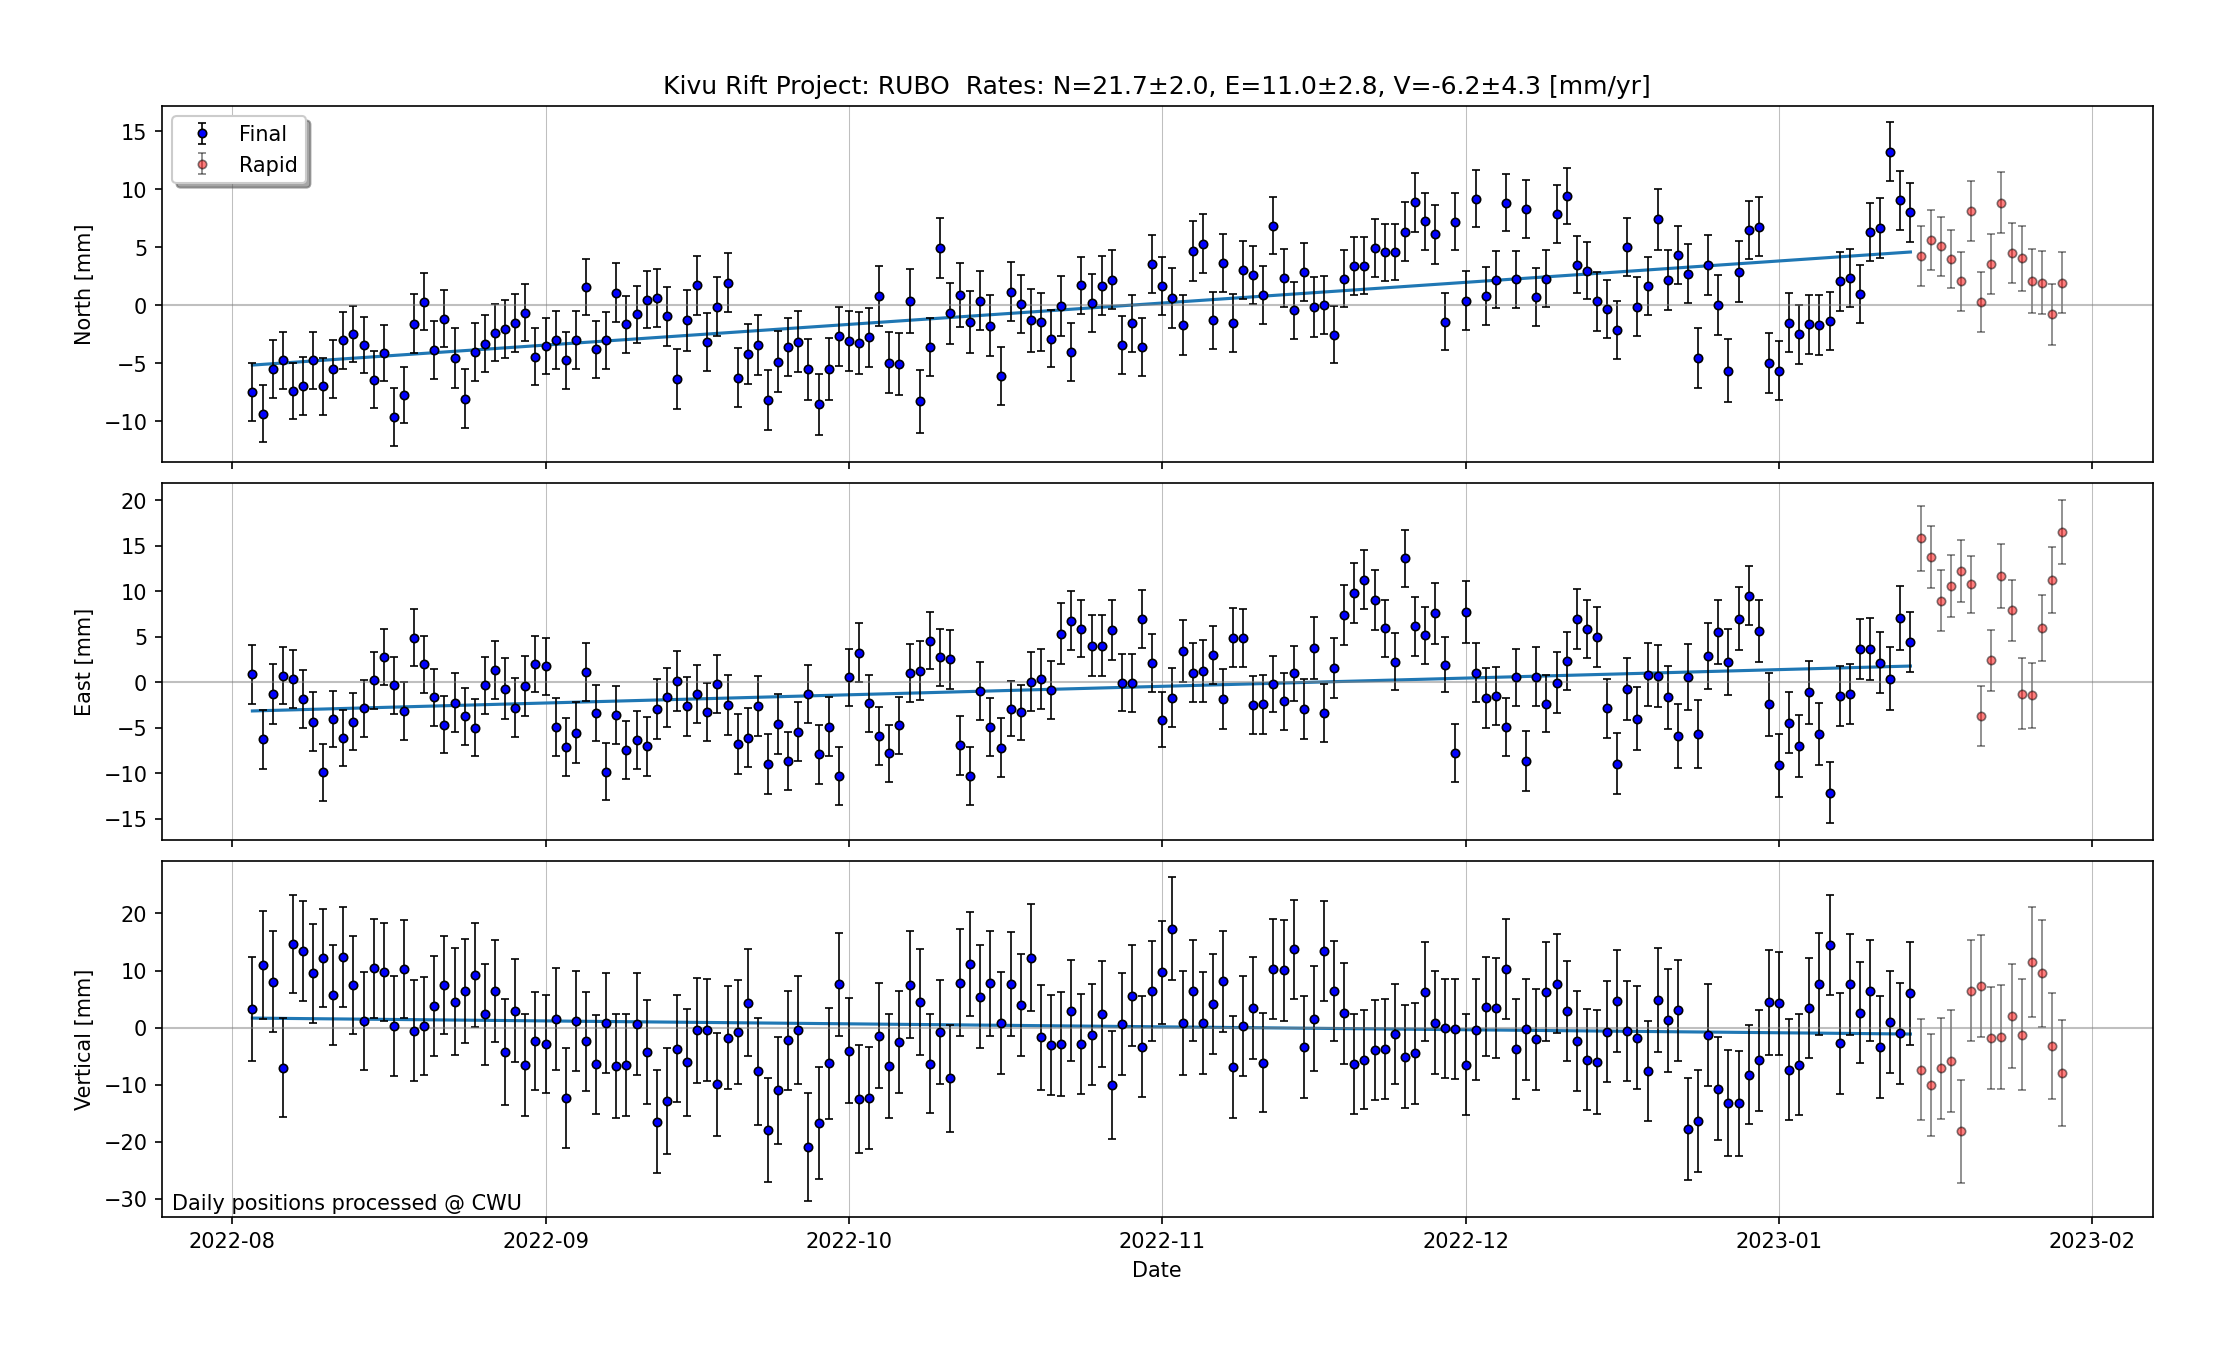 Kivu Rift Project: RUBO  Rates: N=21.7±2.0, E=11.0±2.8, V=-6.2±4.3 [mm/yr]
Final
Rapid
15
10
5
0
−5
−10
North [mm]
20
15
10
5
0
−5
−10
−15
East [mm]
20
10
0
−10
−20
−30
Vertical [mm]
Daily positions processed @ CWU
2022-08 2022-09 2022-10 2022-11 2022-12 2023-01 2023-02
Date